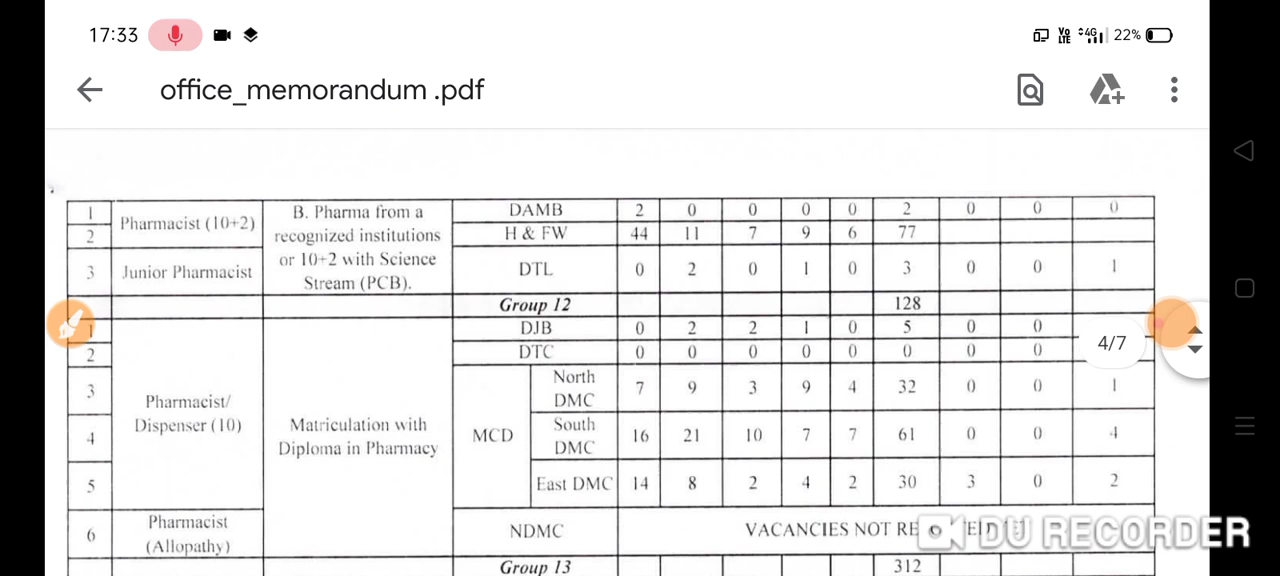 17:33
Vo LTE 4G 22%
office_memorandum .pdf
1 Pharmacist (10+2) B. Pharma from a DAMB 2 0 0 0 0 2 0 0 0
2 recognized institutions H & FW 44 11 7 9 6 77
3 Junior Pharmacist or 10+2 with Science DTL 0 2 0 1 0 3 0 0 1
Stream (PCB).
Group 12 128
1 DJB 0 2 2 1 0 5 0 0
2 DTC 0 0 0 0 0 0 0 0
4/7
3 Pharmacist/ North DMC 7 9 3 9 4 32 0 0 1
4 Dispenser (10) Matriculation with MCD South DMC 16 21 10 7 7 61 0 0 4
Diploma in Pharmacy
5 East DMC 14 8 2 4 2 30 3 0 2
6 Pharmacist (Allopathy) NDMC VACANCIES NOT
DU RECORDER
Group 13 312